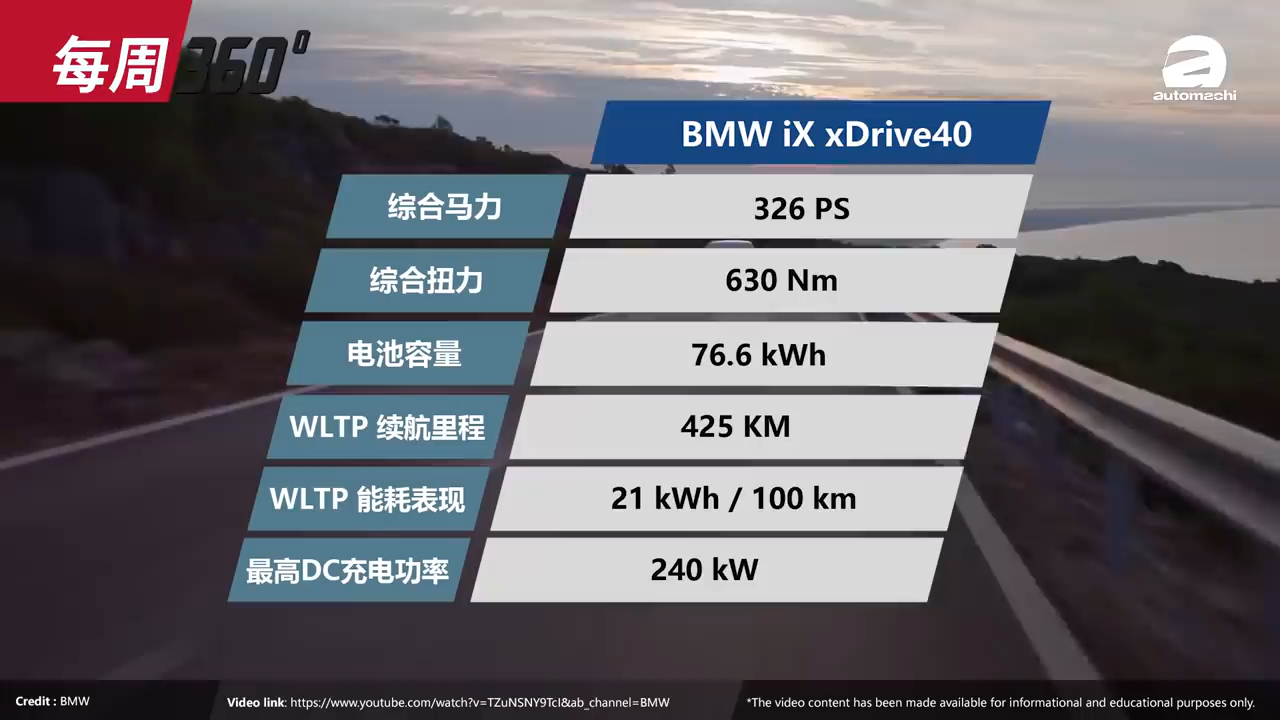 每周
360°
automachi
BMW iX xDrive40
综合马力 326 PS
综合扭力 630 Nm
电池容量 76.6 kWh
WLTP 续航里程 425 KM
WLTP 能耗表现 21 kWh / 100 km
最高DC充电功率 240 kW
Credit : BMW
Video link: https://www.youtube.com/watch?v=TZuNSNY9TcI&ab_channel=BMW
*The video content has been made available for informational and educational purposes only.